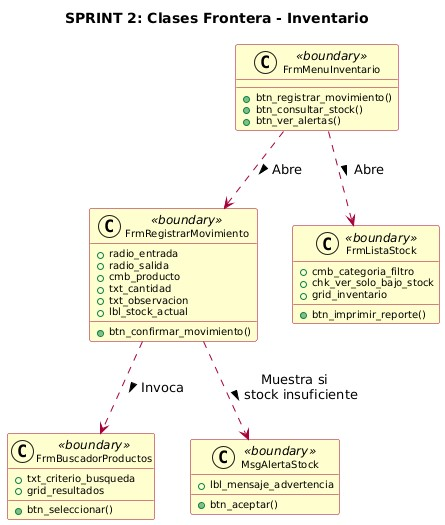 SPRINT 2: Clases Frontera - Inventario
C «boundary»
FrmMenuInventario
btn_registrar_movimiento()
btn_consultar_stock()
btn_ver_alertas()
Abre
Abre
C «boundary»
FrmRegistrarMovimiento
radio_entrada
radio_salida
cmb_producto
txt_cantidad
txt_observacion
lbl_stock_actual
btn_confirmar_movimiento()
C «boundary»
FrmListaStock
cmb_categoria_filtro
chk_ver_solo_bajo_stock
grid_inventario
btn_imprimir_reporte()
Invoca
Muestra si
stock insuficiente
C «boundary»
FrmBuscadorProductos
txt_criterio_busqueda
grid_resultados
btn_seleccionar()
C «boundary»
MsgAlertaStock
lbl_mensaje_advertencia
btn_aceptar()